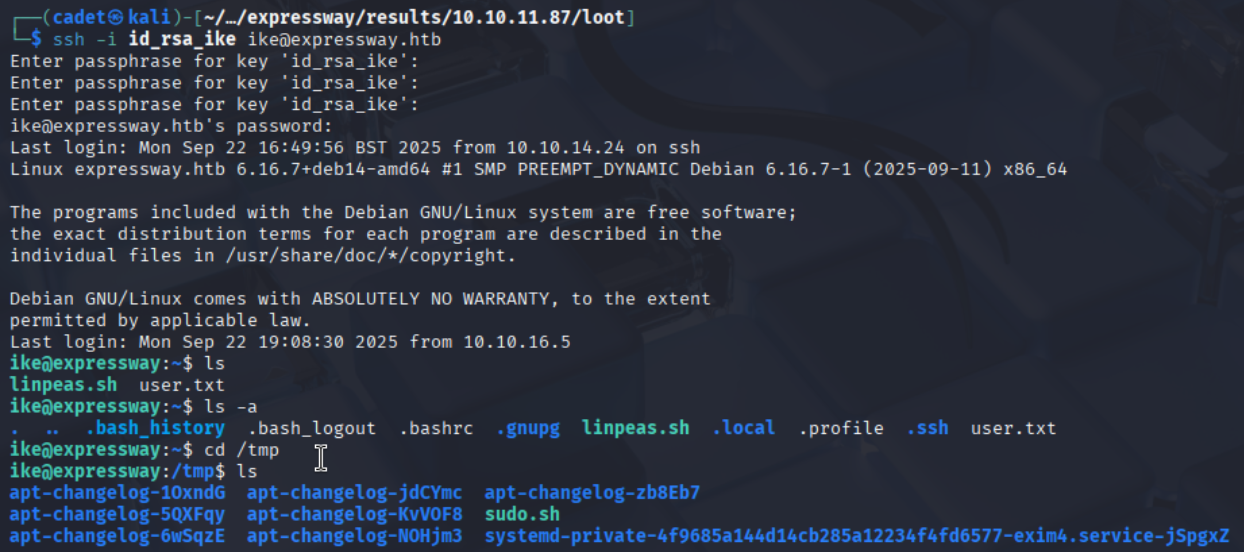 ┌──(cadet㉿kali)-[~/…/expressway/results/10.10.11.87/loot]
└─$ ssh -i id_rsa_ike ike@expressway.htb
Enter passphrase for key 'id_rsa_ike':
Enter passphrase for key 'id_rsa_ike':
Enter passphrase for key 'id_rsa_ike':
ike@expressway.htb's password:
Last login: Mon Sep 22 16:49:56 BST 2025 from 10.10.14.24 on ssh
Linux expressway.htb 6.16.7+deb14-amd64 #1 SMP PREEMPT_DYNAMIC Debian 6.16.7-1 (2025-09-11) x86_64

The programs included with the Debian GNU/Linux system are free software;
the exact distribution terms for each program are described in the
individual files in /usr/share/doc/*/copyright.

Debian GNU/Linux comes with ABSOLUTELY NO WARRANTY, to the extent
permitted by applicable law.
Last login: Mon Sep 22 19:08:30 2025 from 10.10.16.5
ike@expressway:~$ ls
linpeas.sh  user.txt
ike@expressway:~$ ls -a
.  ..  .bash_history  .bash_logout  .bashrc  .gnupg  linpeas.sh  .local  .profile  .ssh  user.txt
ike@expressway:~$ cd /tmp
ike@expressway:/tmp$ ls
apt-changelog-1OxndG  apt-changelog-jdCYmc  apt-changelog-zb8Eb7
apt-changelog-5QXFqy  apt-changelog-KvVOF8  sudo.sh
apt-changelog-6wSqzE  apt-changelog-NOHjm3  systemd-private-4f9685a144d14cb285a12234f4fd6577-exim4.service-jSpgxZ